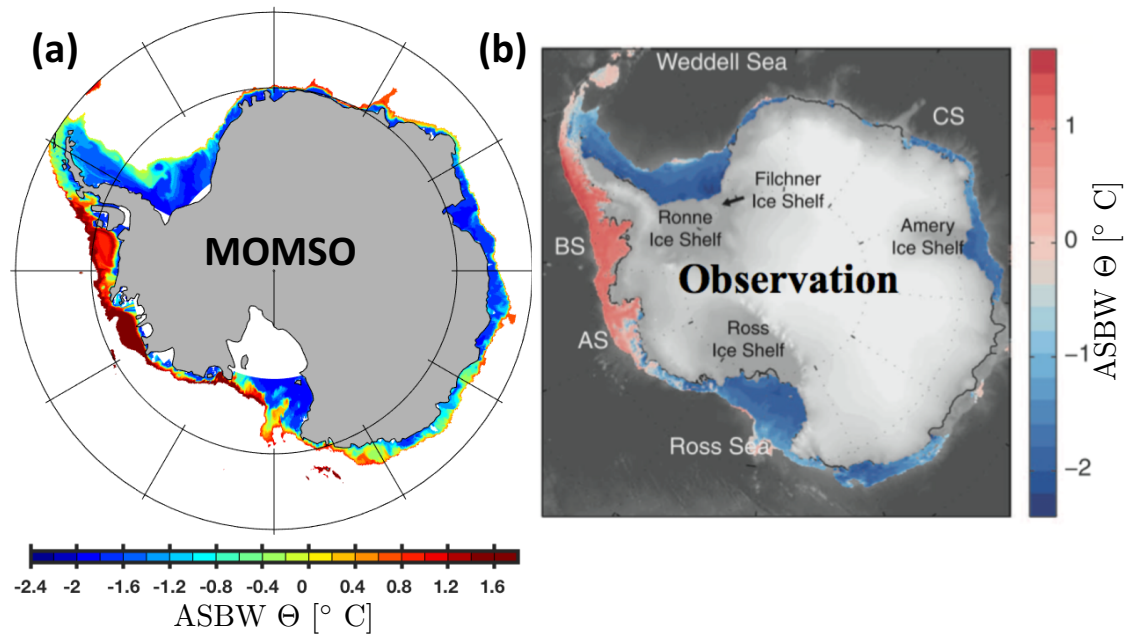 (a)
MOMSO
-2.4 -2 -1.6 -1.2 -0.8 -0.4 0 0.4 0.8 1.2 1.6
ASBW Θ [° C]
(b)
Weddell Sea
CS
Filchner
Ice Shelf
Ronne
Ice Shelf
Amery
Ice Shelf
BS
Observation
AS
Ross
Ice Shelf
Ross Sea
1
0
−1
−2
ASBW Θ [° C]